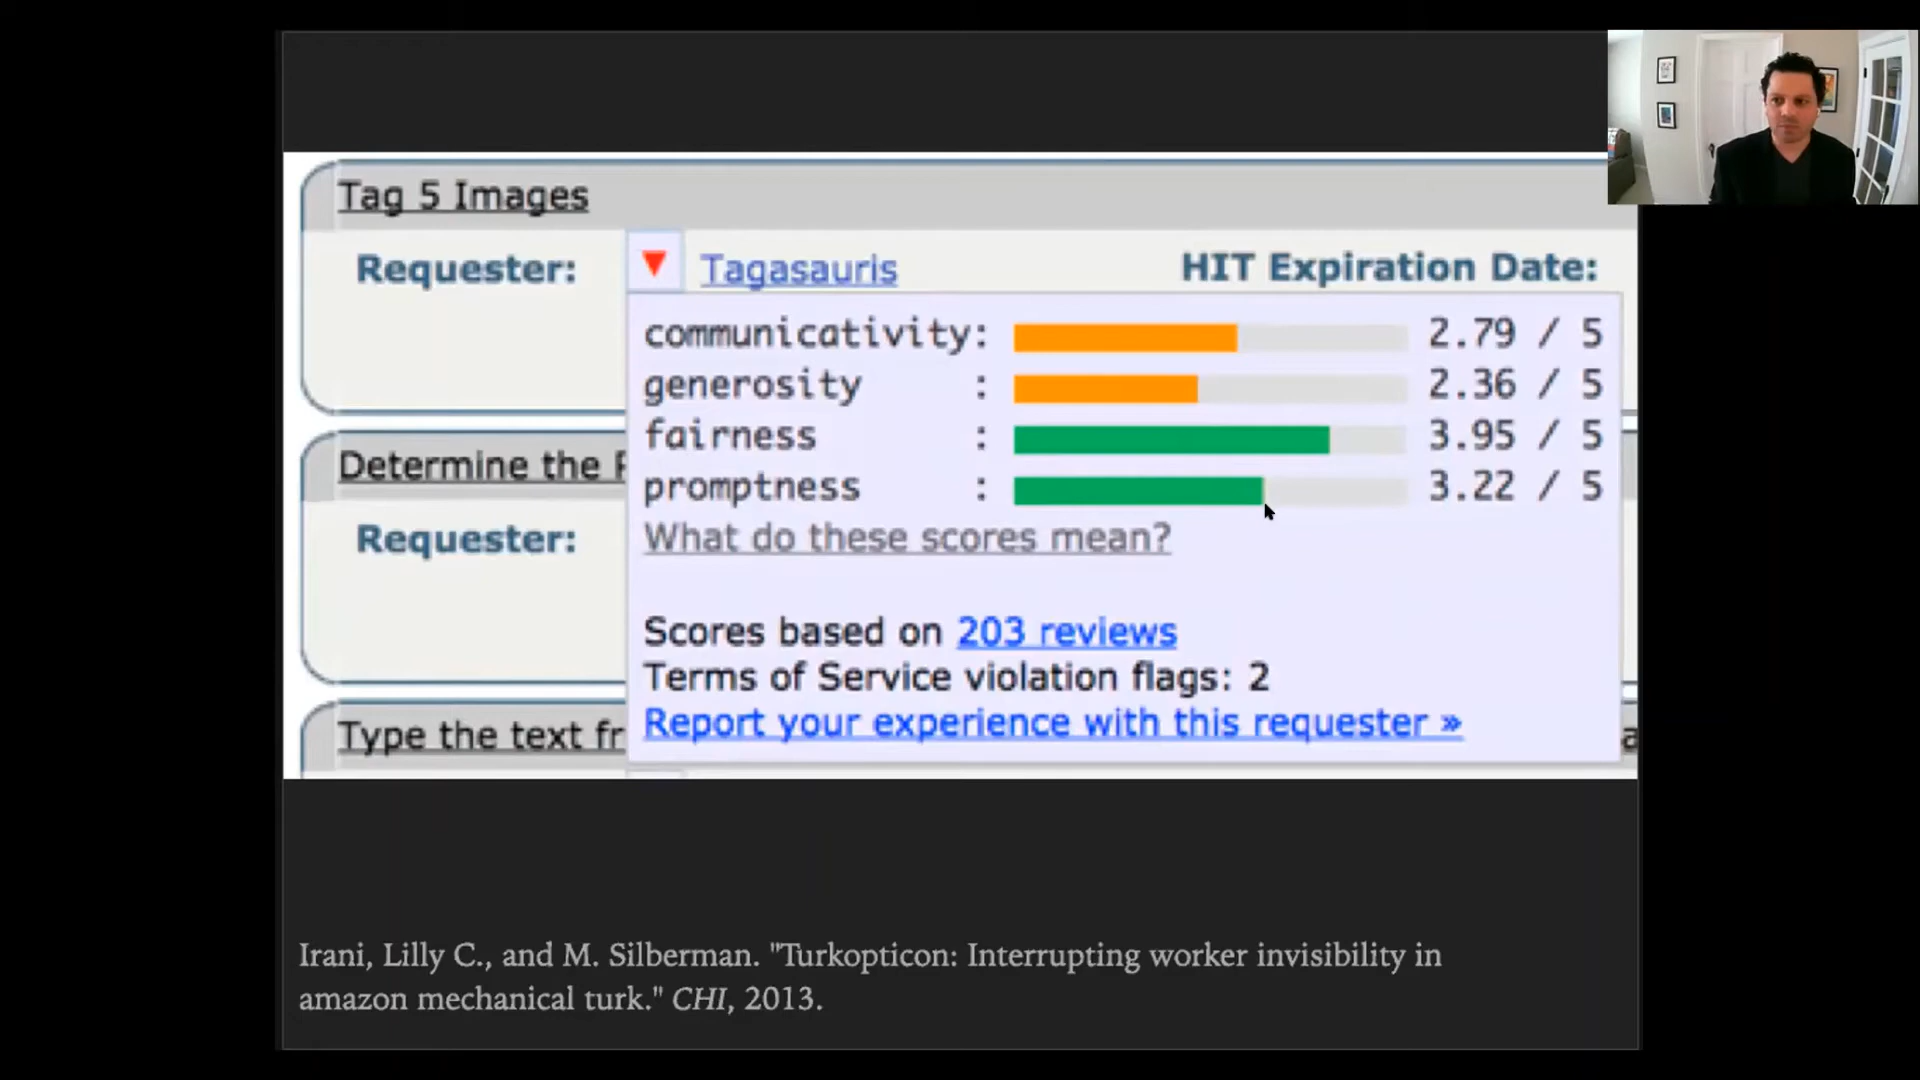 Tag 5 Images
Requester: Tagasauris HIT Expiration Date:
communicativity: 2.79 / 5
generosity : 2.36 / 5
fairness : 3.95 / 5
Determine the
promptness : 3.22 / 5
Requester: What do these scores mean?
Scores based on 203 reviews
Terms of Service violation flags: 2
Type the text fr Report your experience with this requester »
Irani, Lilly C., and M. Silberman. "Turkopticon: Interrupting worker invisibility in
amazon mechanical turk." CHI, 2013.